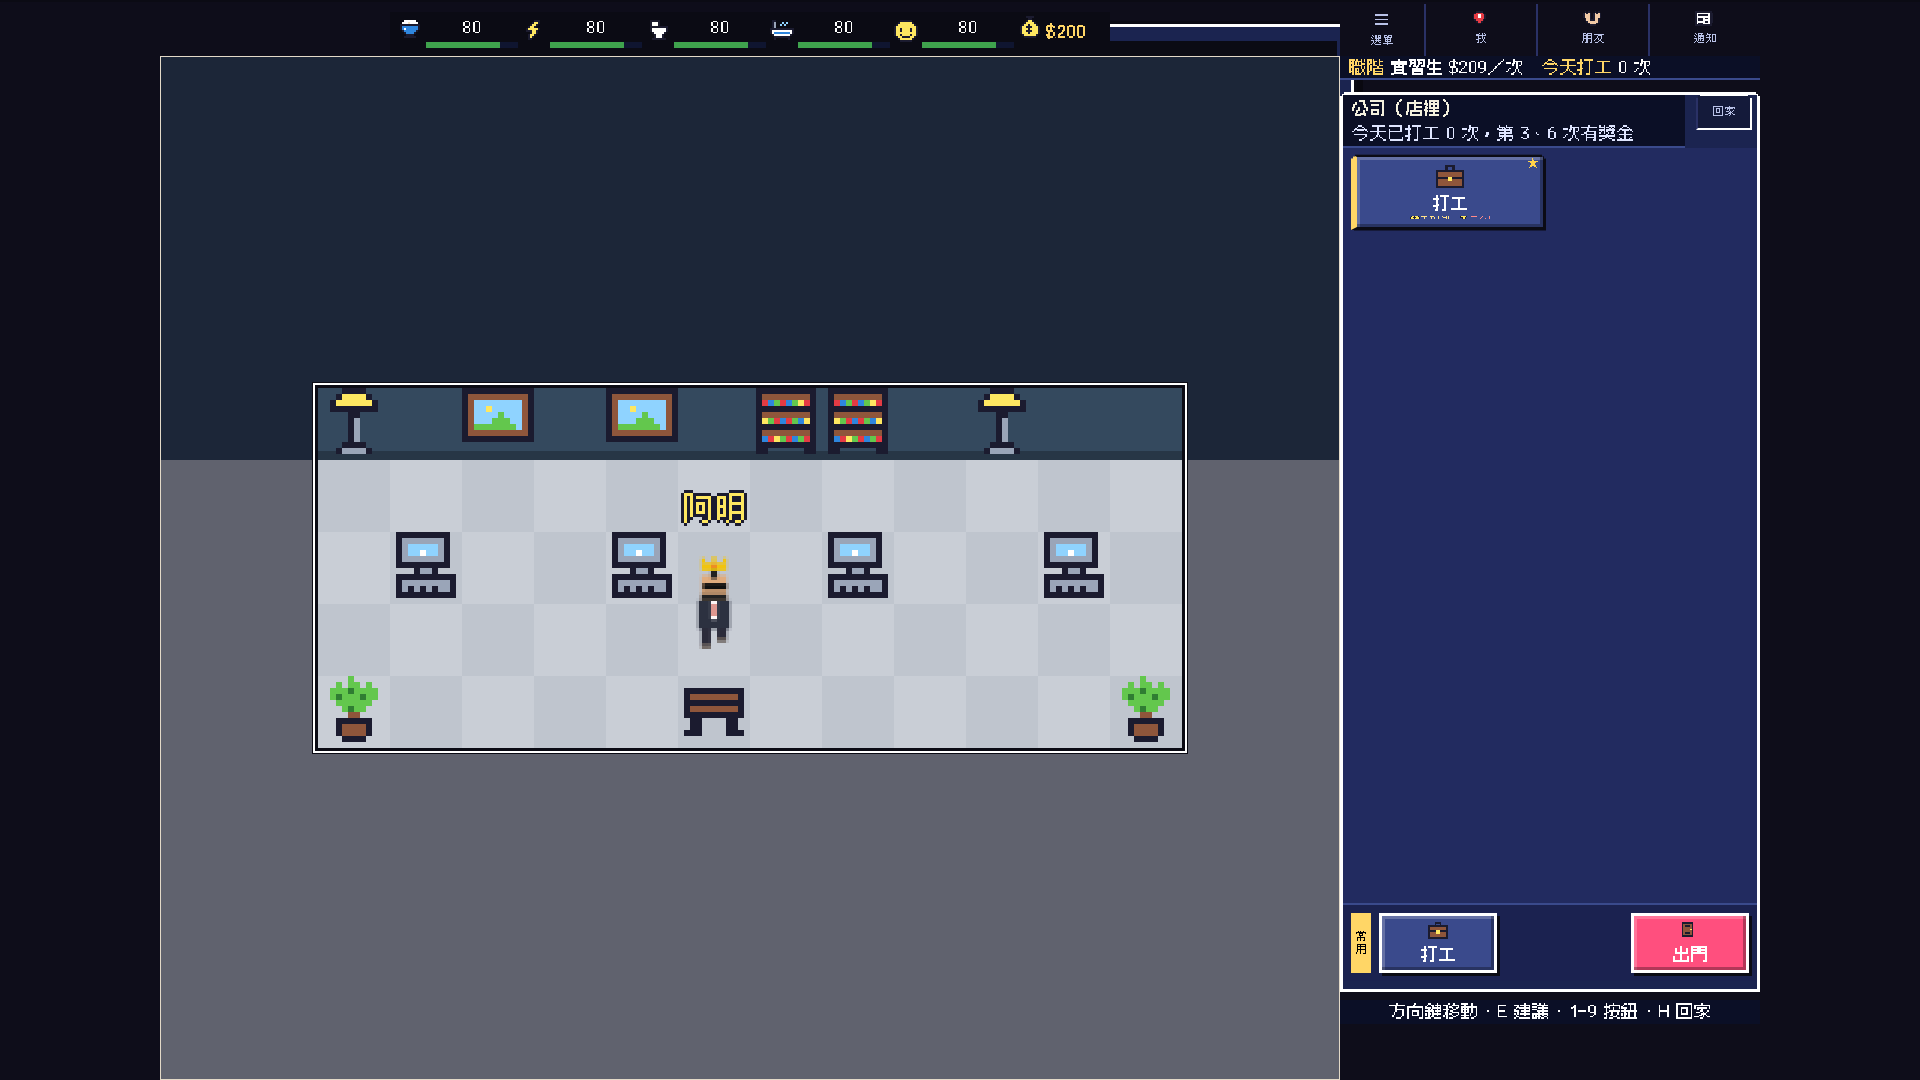 80 80 80 80 80 $200
選單 我 朋友 通知
職階 實習生 $209／次 今天打工 0 次
公司（店裡）
回家
今天已打工 0 次，第 3、6 次有獎金
打工
阿明
常用
打工
出門
方向鍵移動 · E 建議 · 1-9 按鈕 · H 回家